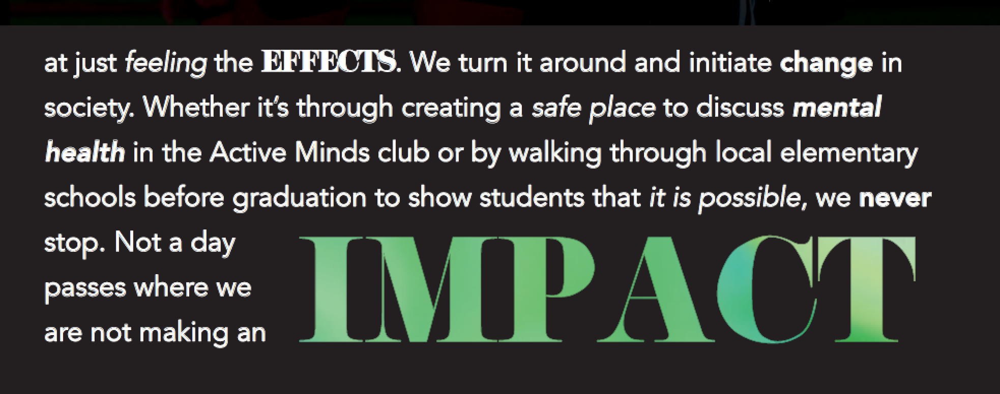 at just feeling the EFFECTS. We turn it around and initiate change in
society. Whether it's through creating a safe place to discuss mental
health in the Active Minds club or by walking through local elementary
schools before graduation to show students that it is possible, we never
stop. Not a day
passes where we
are not making an IMPACT